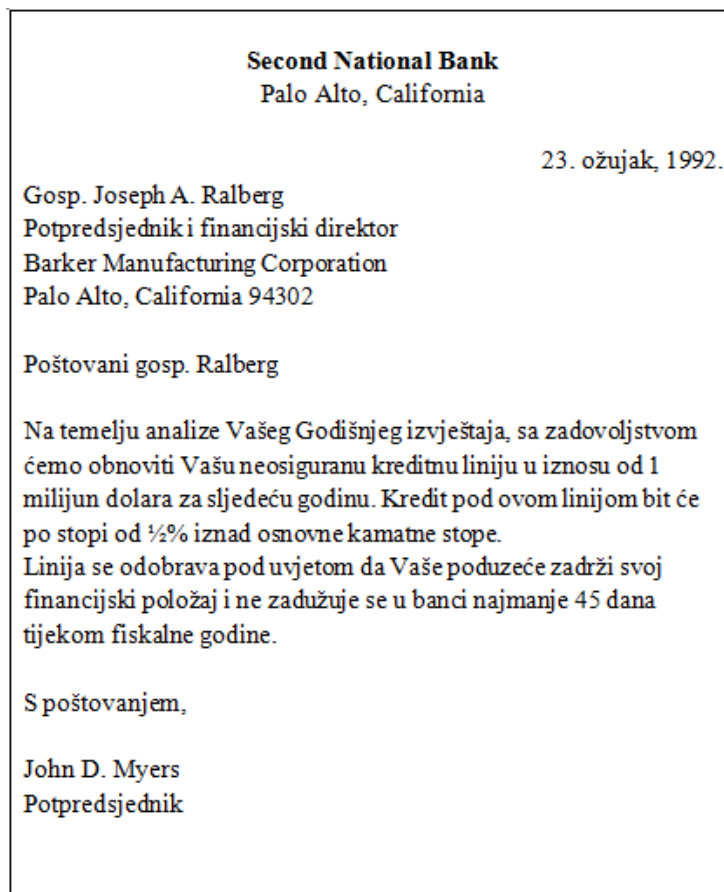 Second National Bank
Palo Alto, California
23. ožujak, 1992.
Gosp. Joseph A. Ralberg
Potpredsjednik i financijski direktor
Barker Manufacturing Corporation
Palo Alto, California 94302
Poštovani gosp. Ralberg
Na temelju analize Vašeg Godišnjeg izvještaja, sa zadovoljstvom
ćemo obnoviti Vašu neosiguranu kreditnu liniju u iznosu od 1
milijun dolara za sljedeću godinu. Kredit pod ovom linijom bit će
po stopi od ½% iznad osnovne kamatne stope.
Linija se odobrava pod uvjetom da Vaše poduzeće zadrži svoj
financijski položaj i ne zadužuje se u banci najmanje 45 dana
tijekom fiskalne godine.
S poštovanjem,
John D. Myers
Potpredsjednik